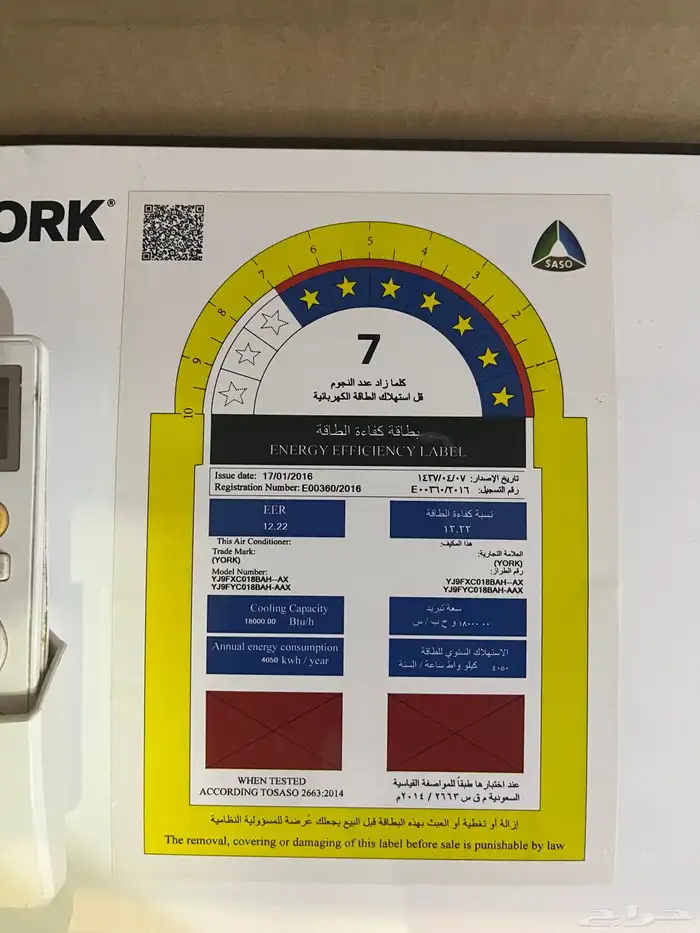 YORK®
SASO
10 9 8 7 6 5 4 3 2 1
7
كلما زاد عدد النجوم
قل استهلاك الطاقة الكهربائية
بطاقة كفاءة الطاقة
ENERGY EFFICIENCY LABEL
Issue date: 17/01/2016
تاريخ الإصدار: ١٤٣٧/٠٤/٠٧
Registration Number: E00360/2016
رقم التسجيل: E٠٠٣٦٠/٢٠١٦
EER
نسبة كفاءة الطاقة
12.22
١٢.٢٢
This Air Conditioner:
هذا المكيف:
Trade Mark:
العلامة التجارية:
(YORK)
(YORK)
Model Number:
رقم الطراز:
YJ9FXC018BAH--AX
YJ9FXC018BAH--AX
YJ9FYC018BAH-AAX
YJ9FYC018BAH-AAX
Cooling Capacity
سعة تبريد
18000.00 Btu/h
١٨٠٠٠.٠٠ و ح ب / س
Annual energy consumption
الاستهلاك السنوي للطاقة
4050 kwh / year
٤٠٥٠ كيلو واط ساعة / السنة
WHEN TESTED
عند اختبارها طبقاً للمواصفة القياسية
ACCORDING TOSASO 2663:2014
السعودية م ق س ٢٦٦٣ / ٢٠١٤م
إزالة أو تغطية أو العبث بهذه البطاقة قبل البيع يجعلك عُرضة للمسؤولية النظامية
The removal, covering or damaging of this label before sale is punishable by law
حراج